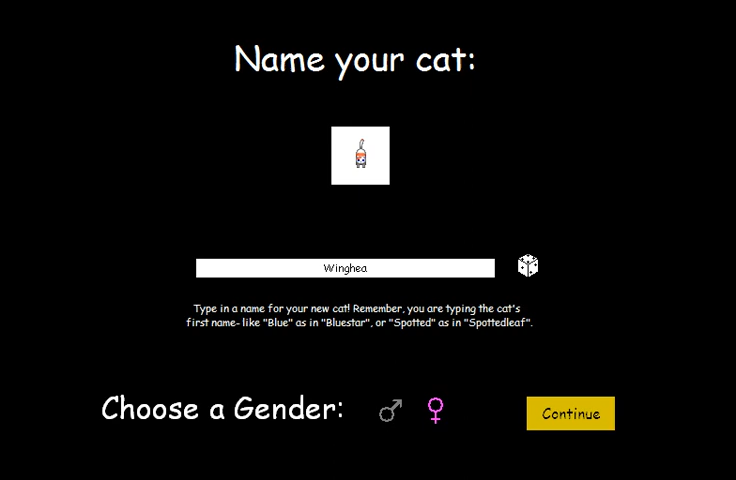 Name your cat:
Winghea
Type in a name for your new cat! Remember, you are typing the cat's
first name- like "Blue" as in "Bluestar", or "Spotted" as in "Spottedleaf".
Choose a Gender:
Continue